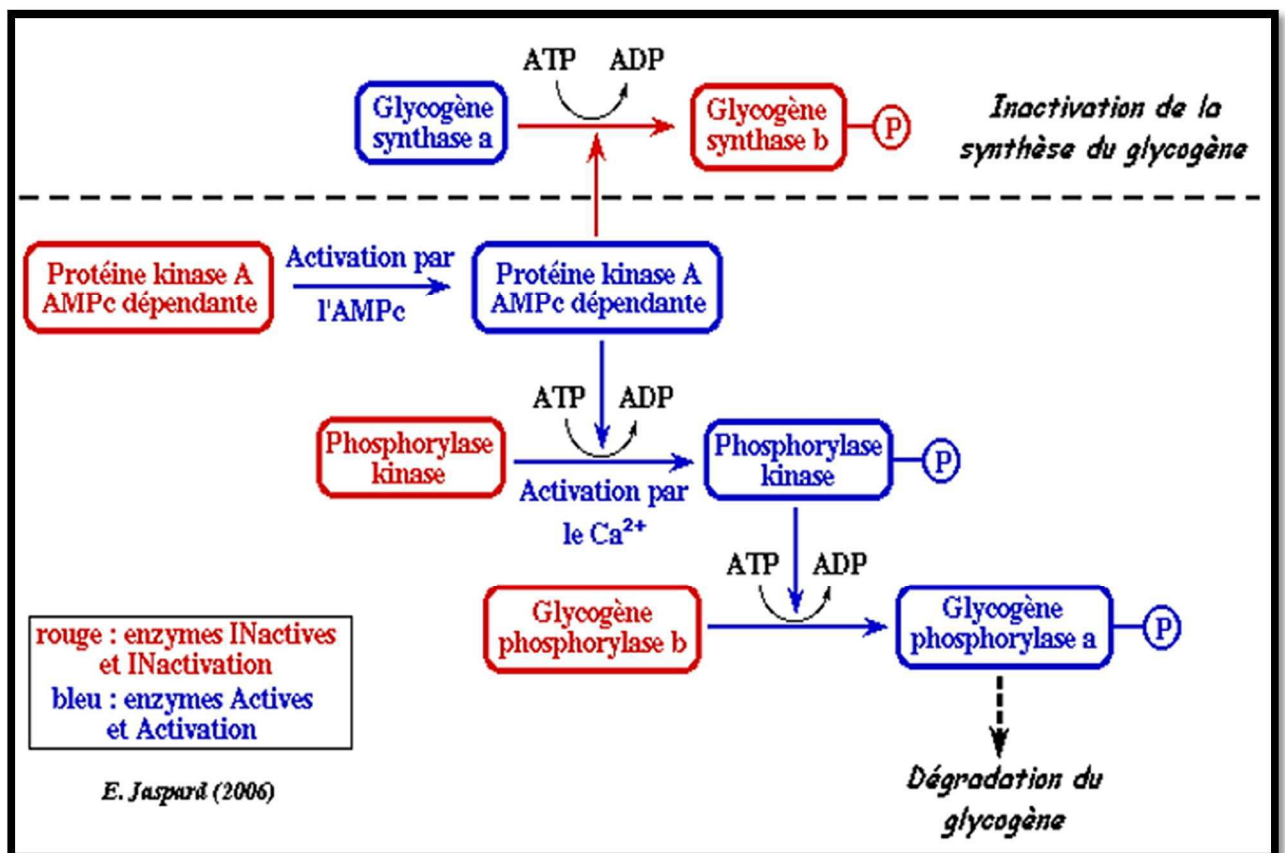 ATP ADP
Glycogène
synthase a
Glycogène
synthase b
P
Inactivation de la
synthèse du glycogène
Protéine kinase A
AMPc dépendante
Activation par
l'AMPc
Protéine kinase A
AMPc dépendante
ATP ADP
Phosphorylase
kinase
Activation par
le Ca²⁺
Phosphorylase
kinase
P
ATP ADP
Glycogène
phosphorylase b
Glycogène
phosphorylase a
P
rouge : enzymes INactives
et INactivation
bleu : enzymes Actives
et Activation
E. Jaspard (2006)
Dégradation du
glycogène